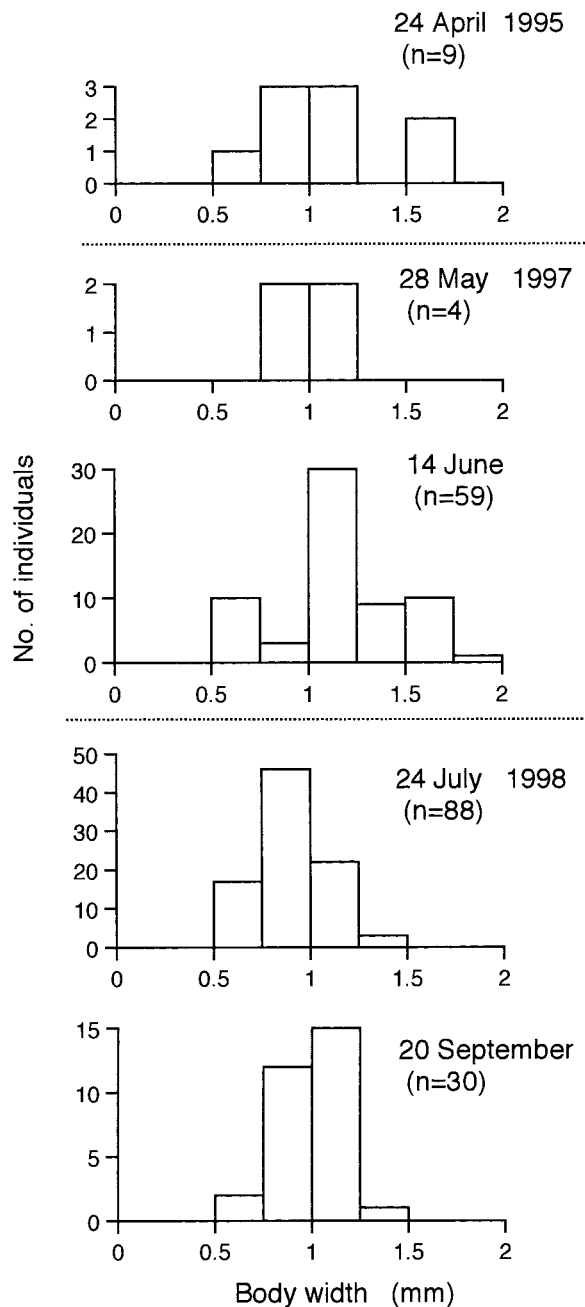 24 April 1995
(n=9)
3
2
1
0
0 0.5 1 1.5 2
28 May 1997
(n=4)
2
1
0
0 0.5 1 1.5 2
No. of individuals
14 June
(n=59)
30
20
10
0
0 0.5 1 1.5 2
24 July 1998
(n=88)
50
40
30
20
10
0
0 0.5 1 1.5 2
20 September
(n=30)
15
10
5
0
0 0.5 1 1.5 2
Body width (mm)